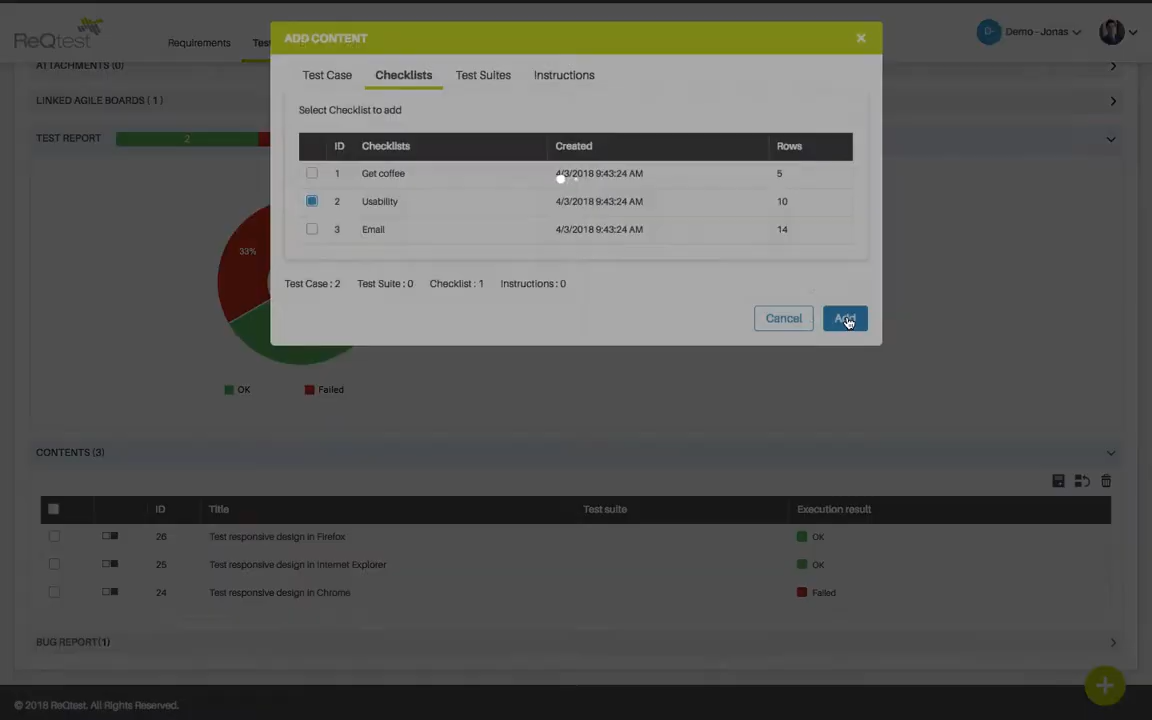 ReQtest
Requirements
ADD CONTENT
D-
Demo - Jonas
ATTACHMENTS (0)
Test Case
Checklists
Test Suites
Instructions
LINKED AGILE BOARDS ( 1 )
Select Checklist to add
TEST REPORT
2
ID
Checklists
Created
Rows
1
Get coffee
4/3/2018 9:43:24 AM
5
2
Usability
4/3/2018 9:43:24 AM
10
3
Email
4/3/2018 9:43:24 AM
14
33%
Test Case : 2
Test Suite : 0
Checklist : 1
Instructions : 0
Cancel
Add
OK
Failed
CONTENTS (3)
ID
Title
Test suite
Execution result
26
Test responsive design in Firefox
OK
25
Test responsive design in Internet Explorer
OK
24
Test responsive design in Chrome
Failed
BUG REPORT(1)
© 2018 ReQtest. All Rights Reserved.